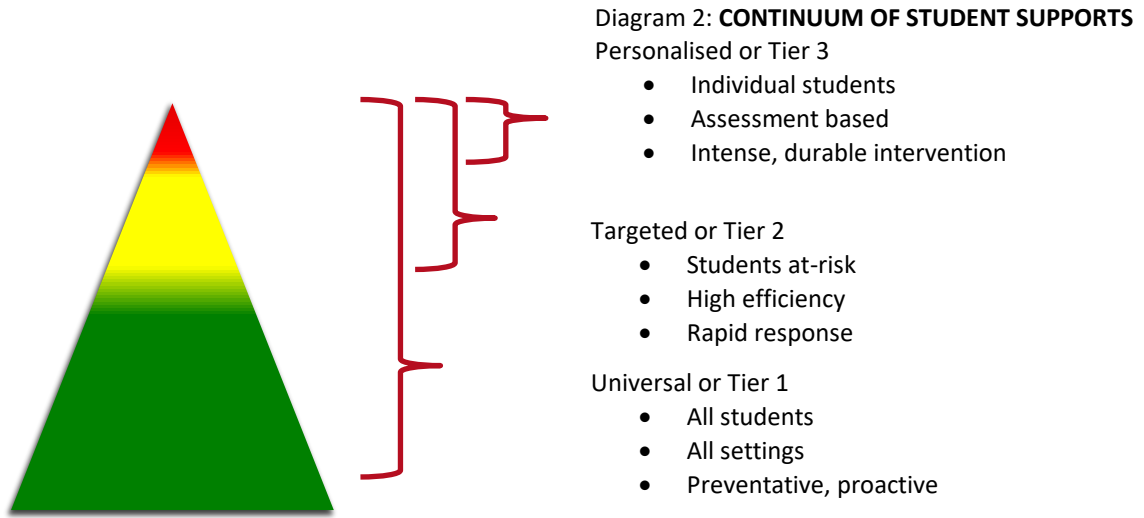 Diagram 2: CONTINUUM OF STUDENT SUPPORTS
Personalised or Tier 3
• Individual students
• Assessment based
• Intense, durable intervention
Targeted or Tier 2
• Students at-risk
• High efficiency
• Rapid response
Universal or Tier 1
• All students
• All settings
• Preventative, proactive